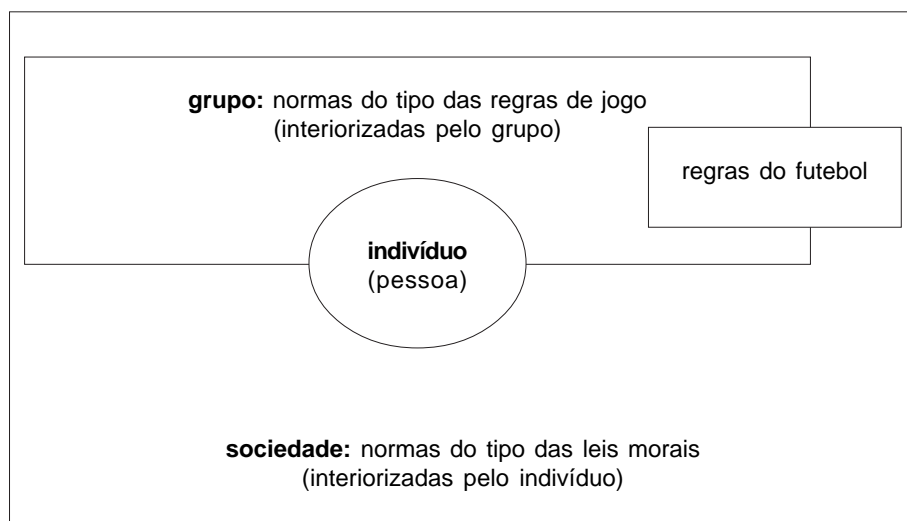 grupo: normas do tipo das regras de jogo
(interiorizadas pelo grupo)
regras do futebol
indivíduo
(pessoa)
sociedade: normas do tipo das leis morais
(interiorizadas pelo indivíduo)